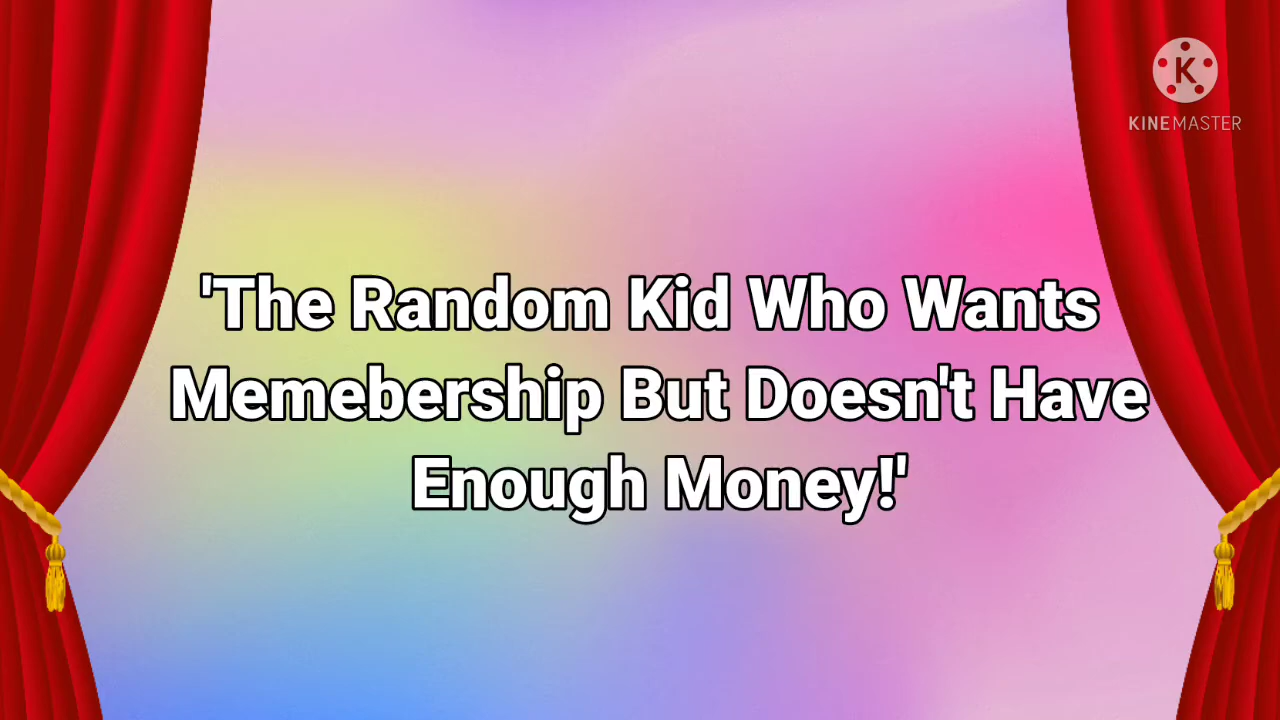 K
KINEMASTER
'The Random Kid Who Wants
Memebership But Doesn't Have
Enough Money!'